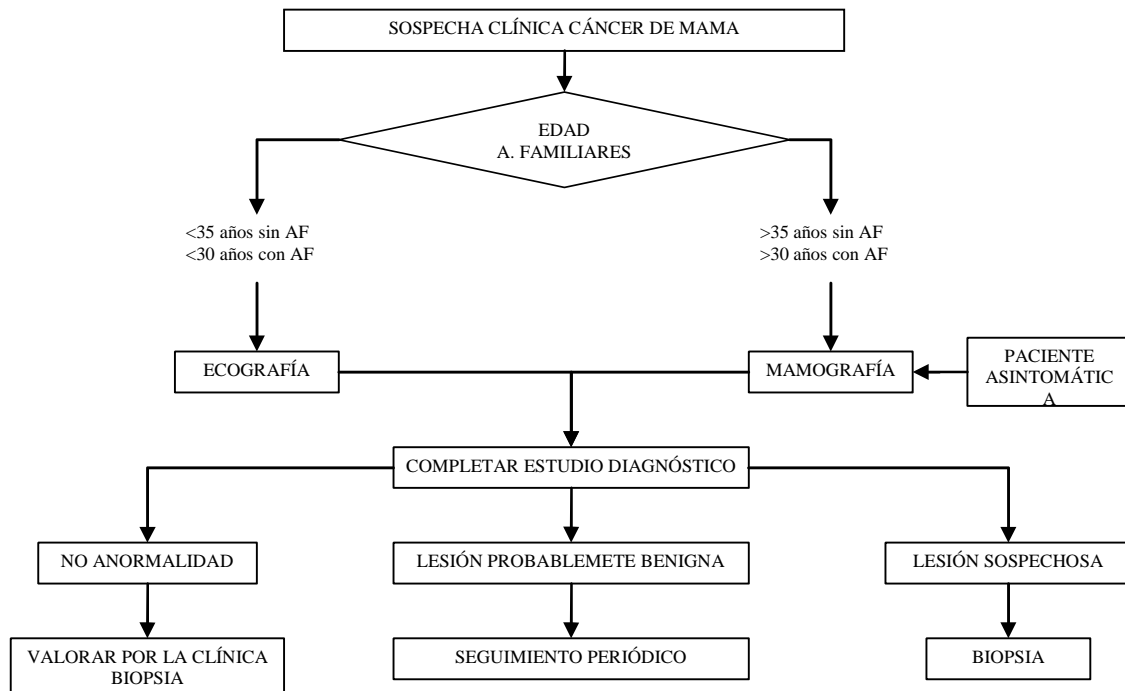 SOSPECHA CLÍNICA CÁNCER DE MAMA
EDAD
A. FAMILIARES
<35 años sin AF
<30 años con AF
>35 años sin AF
>30 años con AF
ECOGRAFÍA
MAMOGRAFÍA
PACIENTE
ASINTOMÁTIC
A
COMPLETAR ESTUDIO DIAGNÓSTICO
NO ANORMALIDAD
LESIÓN PROBABLEMETE BENIGNA
LESIÓN SOSPECHOSA
VALORAR POR LA CLÍNICA
BIOPSIA
SEGUIMIENTO PERIÓDICO
BIOPSIA